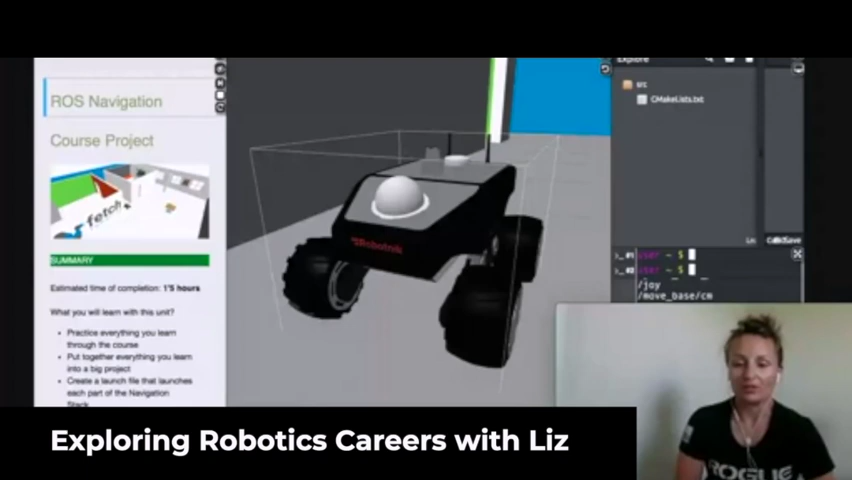 ROS Navigation
Course Project
fetch
SUMMARY
Estimated time of completion: 1'5 hours
What you will learn with this unit?
• Practice everything you learn
through the course
• Put together everything you learn
into a big project
• Create a launch file that launches
each part of the Navigation
Stack
Robotnik
Explore
src
CMakeLists.txt
Ln
Save
user ~ $
user ~ $
/joy
/move_base/cm
ROGUE
Exploring Robotics Careers with Liz